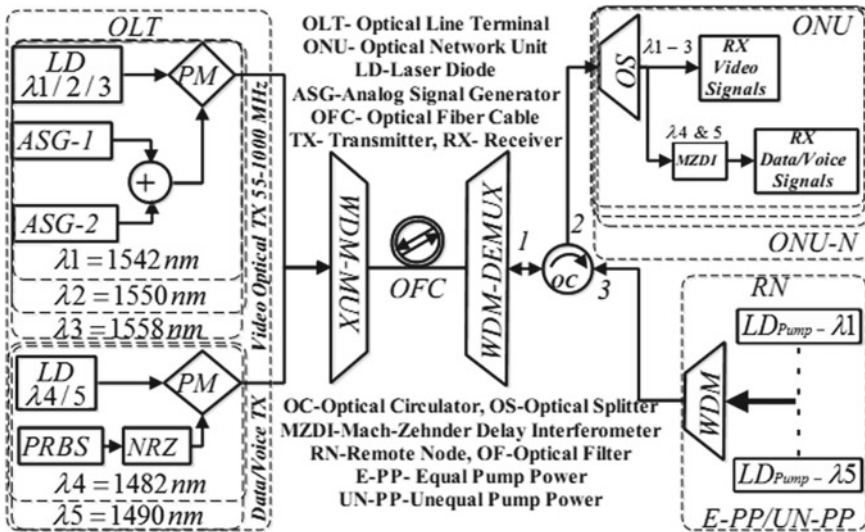 OLT
LD
λ1/2/3
PM
ASG-1
+
ASG-2
λ1 = 1542 nm
λ2 = 1550 nm
λ3 = 1558 nm
Video Optical TX 55-1000 MHz
LD
λ4/5
PM
PRBS
NRZ
λ4 = 1482 nm
λ5 = 1490 nm
Data/Voice TX
OLT- Optical Line Terminal
ONU- Optical Network Unit
LD-Laser Diode
ASG-Analog Signal Generator
OFC- Optical Fiber Cable
TX- Transmitter, RX- Receiver
WDM-MUX
OFC
WDM-DEMUX
1
2
OC
3
OC-Optical Circulator, OS-Optical Splitter
MZDI-Mach-Zehnder Delay Interferometer
RN-Remote Node, OF-Optical Filter
E-PP- Equal Pump Power
UN-PP-Unequal Pump Power
ONU
OS
λ1 - 3
RX
Video
Signals
λ4 & 5
MZDI
RX
Data/Voice
Signals
ONU-N
RN
LDPump - λ1
WDM
LDPump - λ5
E-PP/UN-PP